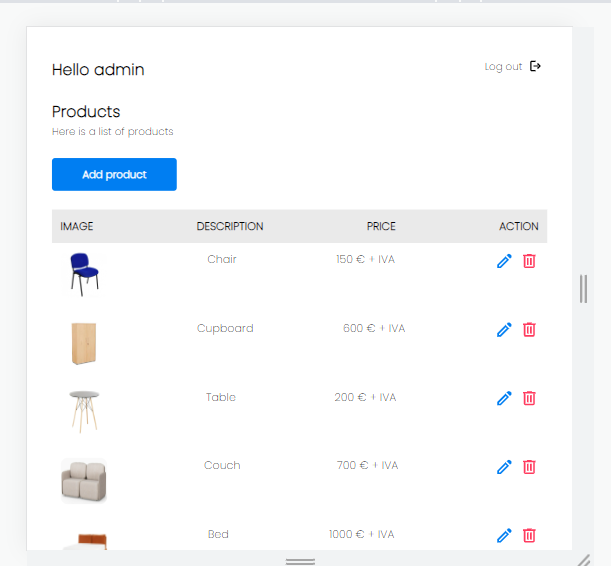 Hello admin
Log out
Products
Here is a list of products
Add product
IMAGE DESCRIPTION PRICE ACTION
Chair 150 € + IVA
Cupboard 600 € + IVA
Table 200 € + IVA
Couch 700 € + IVA
Bed 1000 € + IVA